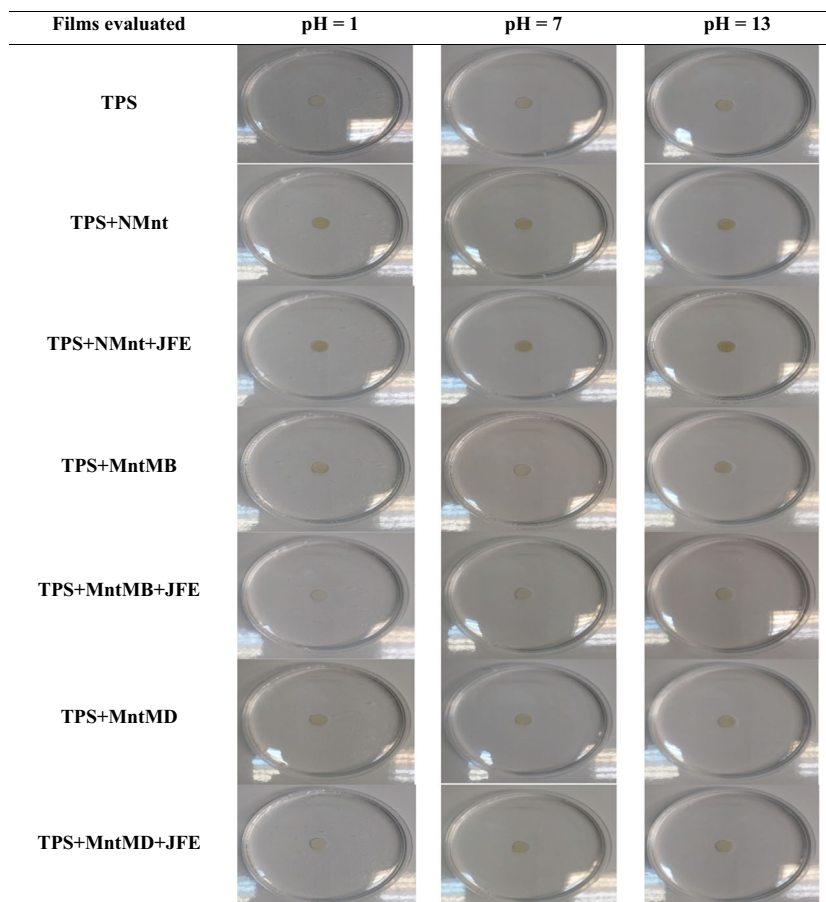 Films evaluated pH = 1 pH = 7 pH = 13
TPS
TPS+NMnt
TPS+NMnt+JFE
TPS+MntMB
TPS+MntMB+JFE
TPS+MntMD
TPS+MntMD+JFE